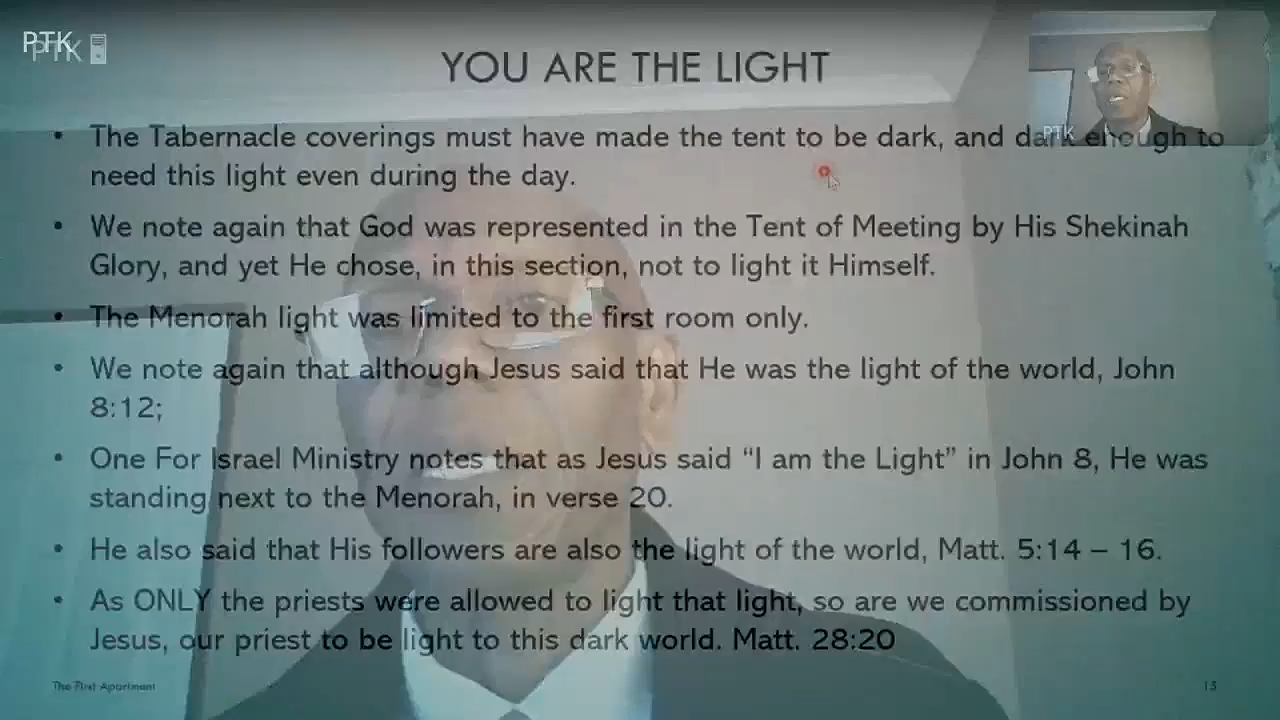 PTK
PTK
YOU ARE THE LIGHT
PTK
• The Tabernacle coverings must have made the tent to be dark, and dark enough to
need this light even during the day.
• We note again that God was represented in the Tent of Meeting by His Shekinah
Glory, and yet He chose, in this section, not to light it Himself.
• The Menorah light was limited to the first room only.
• We note again that although Jesus said that He was the light of the world, John
8:12;
• One For Israel Ministry notes that as Jesus said “I am the Light” in John 8, He was
standing next to the Menorah, in verse 20.
• He also said that His followers are also the light of the world, Matt. 5:14 – 16.
• As ONLY the priests were allowed to light that light, so are we commissioned by
Jesus, our priest to be light to this dark world. Matt. 28:20
The First Apartment
15